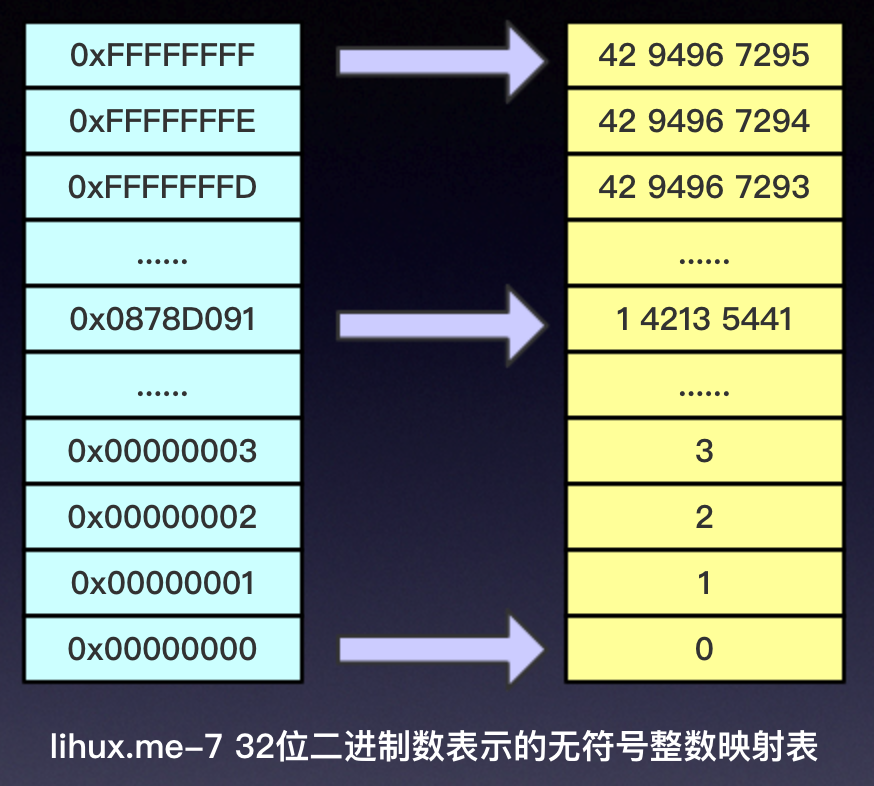 0xFFFFFFFF 42 9496 7295
0xFFFFFFFE 42 9496 7294
0xFFFFFFFD 42 9496 7293
...... ......
0x0878D091 1 4213 5441
...... ......
0x00000003 3
0x00000002 2
0x00000001 1
0x00000000 0
lihux.me-7 32位二进制数表示的无符号整数映射表